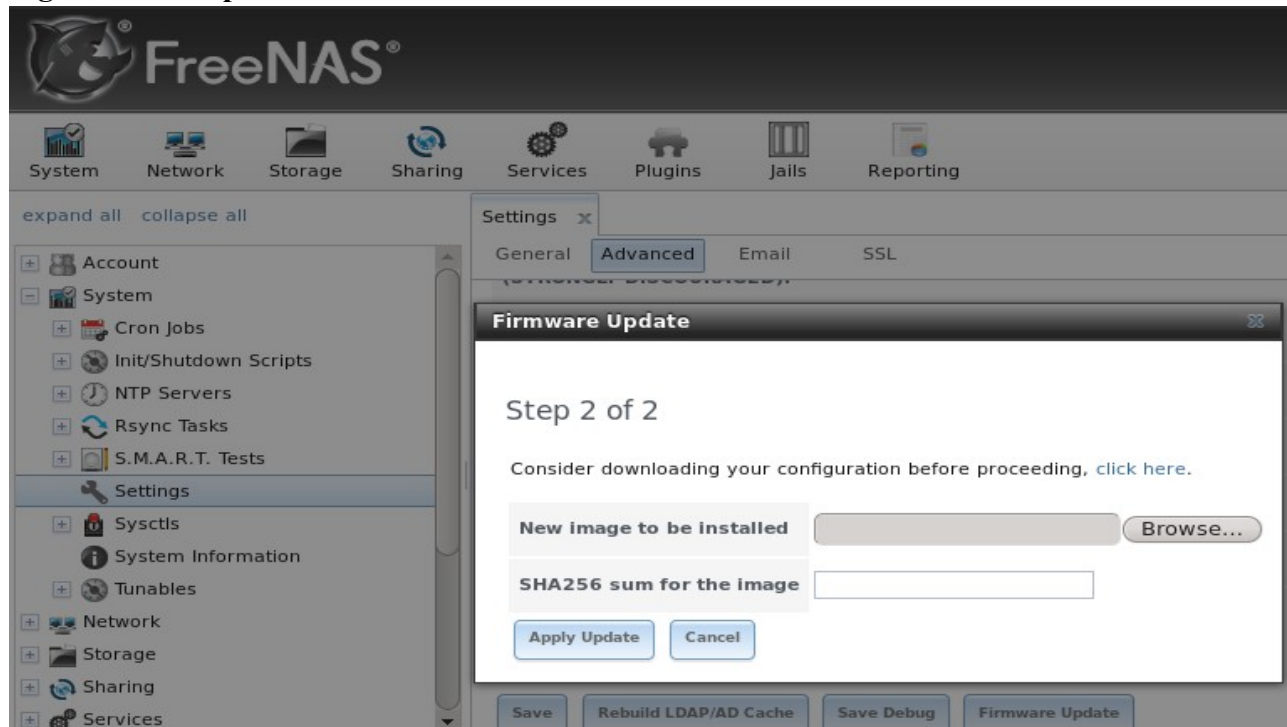 FreeNAS®
System Network Storage Sharing Services Plugins Jails Reporting
expand all collapse all
Account
System
Cron Jobs
Init/Shutdown Scripts
NTP Servers
Rsync Tasks
S.M.A.R.T. Tests
Settings
Sysctls
System Information
Tunables
Network
Storage
Sharing
Services
Settings x
General Advanced Email SSL
Firmware Update
Step 2 of 2
Consider downloading your configuration before proceeding, click here.
New image to be installed Browse...
SHA256 sum for the image
Apply Update Cancel
Save Rebuild LDAP/AD Cache Save Debug Firmware Update